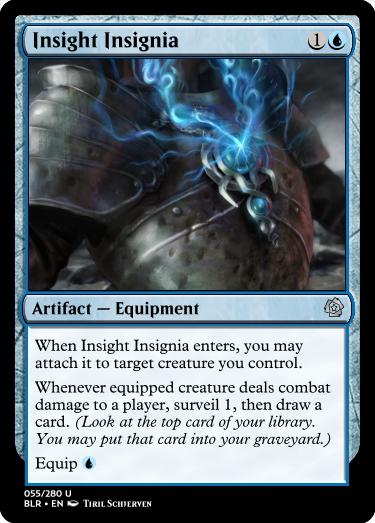 Insight Insignia 1
Artifact — Equipment
When Insight Insignia enters, you may
attach it to target creature you control.
Whenever equipped creature deals combat
damage to a player, surveil 1, then draw a
card. (Look at the top card of your library.
You may put that card into your graveyard.)
Equip
055/280 U
BLR • EN Tiril Schjerven